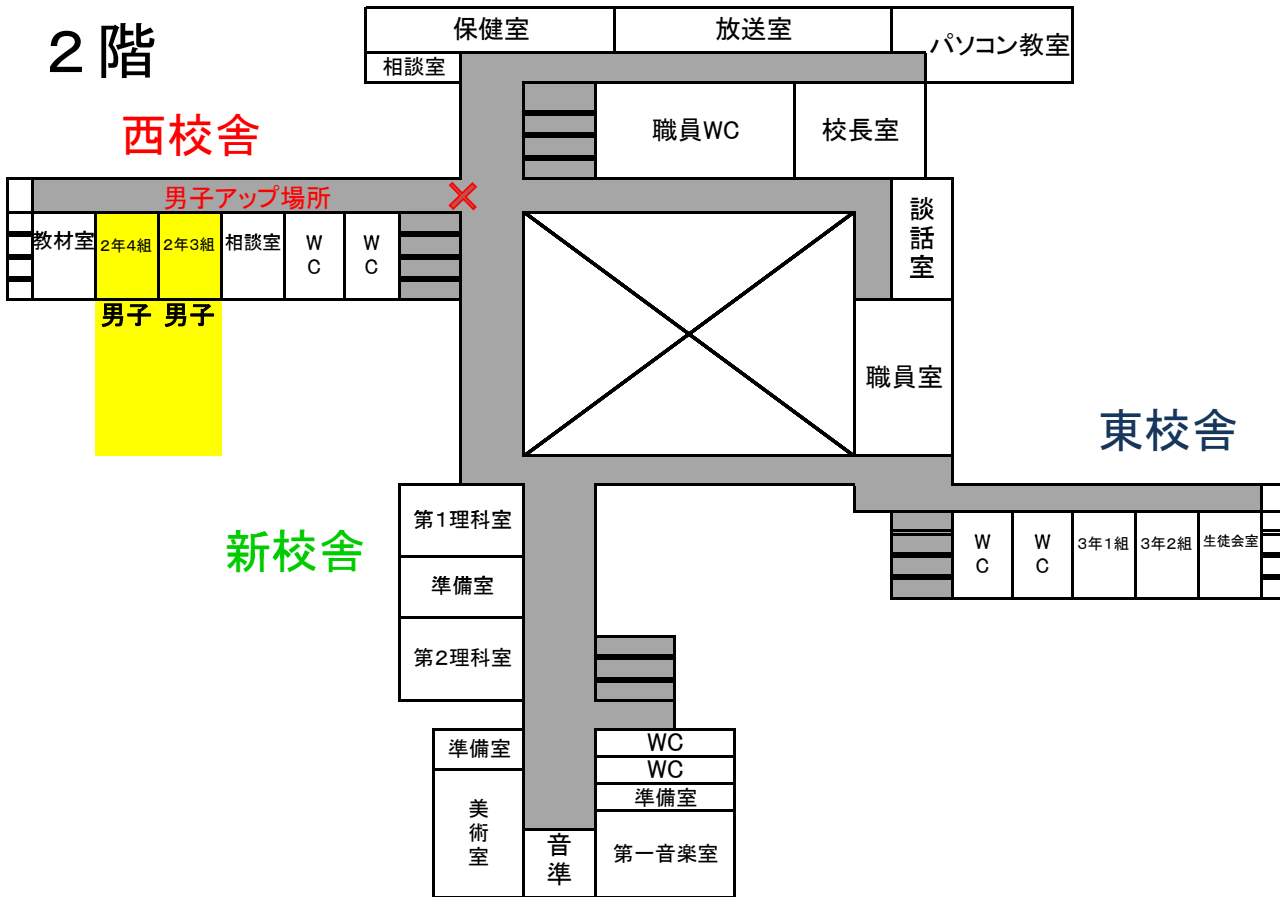 2階
保健室
放送室
パソコン教室
相談室
職員WC
校長室
西校舎
男子アップ場所
教材室
2年4組
2年3組
相談室
WC
WC
談話室
男子
男子
職員室
東校舎
第1理科室
新校舎
準備室
第2理科室
WC
WC
3年1組
3年2組
生徒会室
準備室
WC
WC
準備室
美術室
音準
第一音楽室